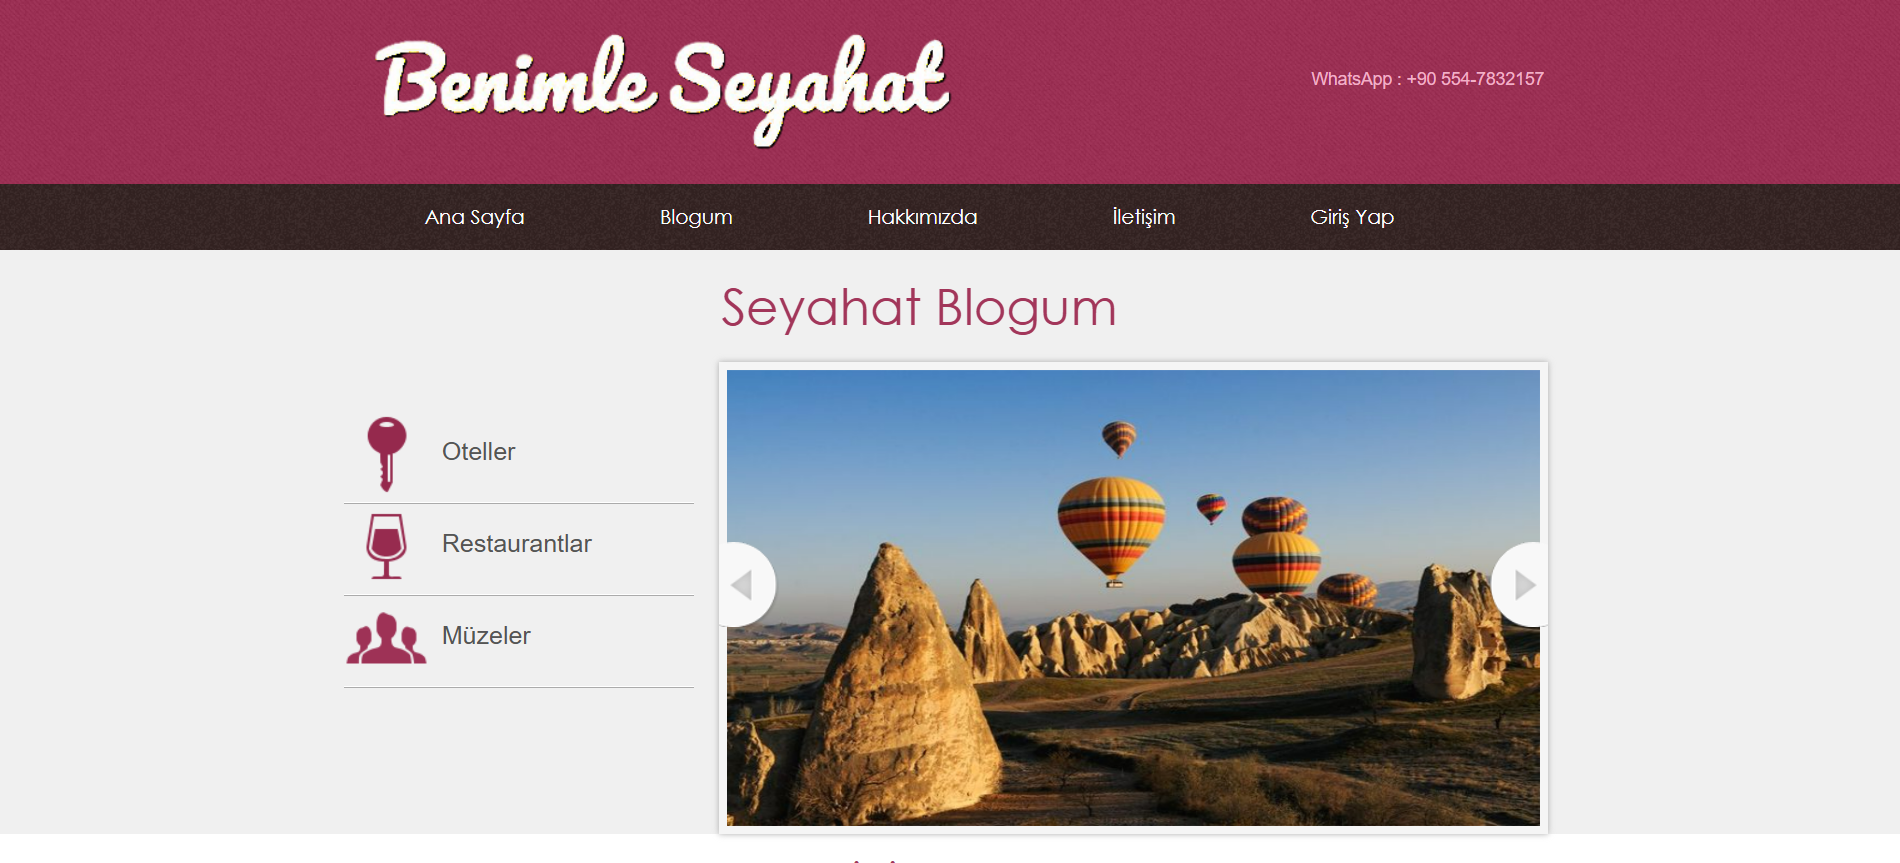 Benimle Seyahat
WhatsApp : +90 554-7832157
Ana Sayfa
Blogum
Hakkımızda
İletişim
Giriş Yap
Seyahat Blogum
Oteller
Restaurantlar
Müzeler